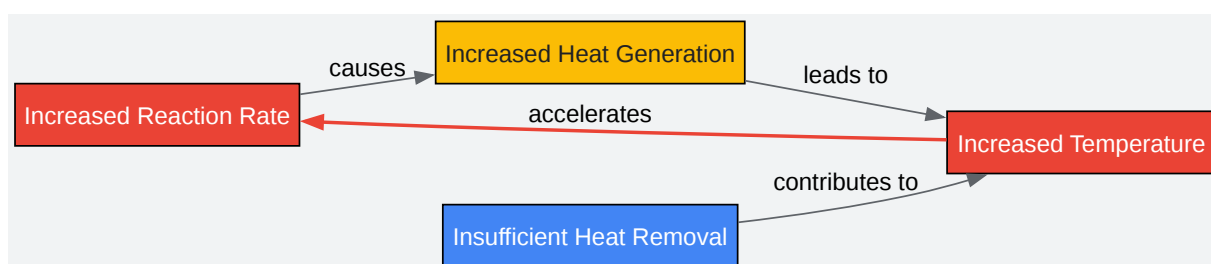 Increased Heat Generation
causes
leads to
Increased Reaction Rate
accelerates
Increased Temperature
contributes to
Insufficient Heat Removal